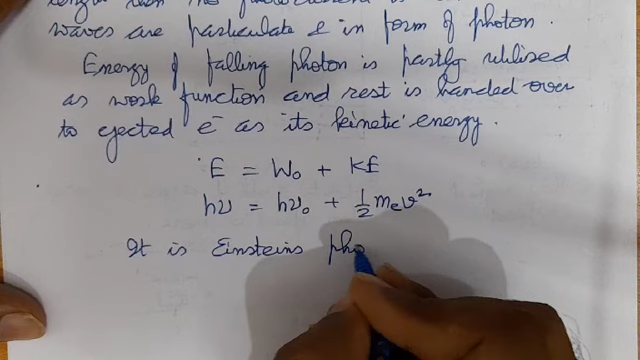 waves are particulate & in form of photon.
Energy of falling photon is partly utilised
as work function and rest is handed over
to ejected e⁻ as its kinetic energy.
E = W₀ + KE
hν = hν₀ + 1/2 mₑv²
It is Einsteins pho